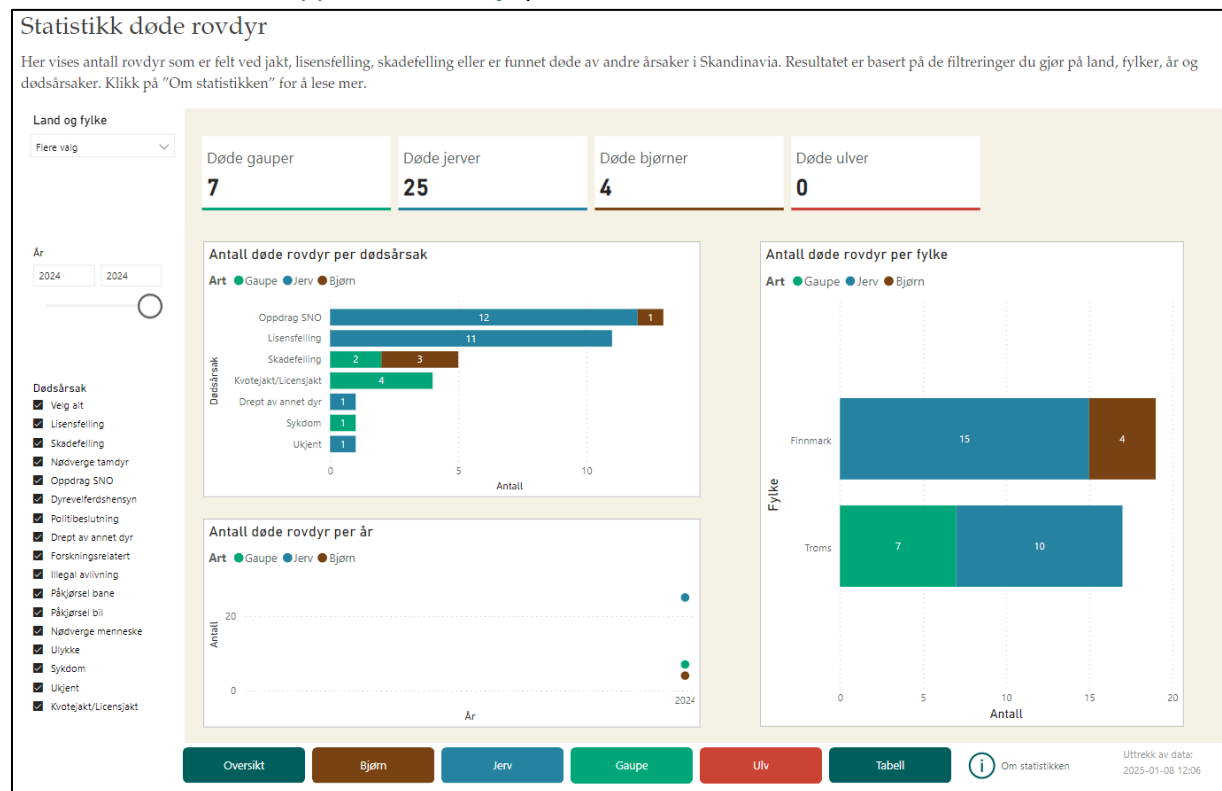 Statistikk døde rovdyr
Her vises antall rovdyr som er felt ved jakt, lisensfelling, skadefelling eller er funnet døde av andre årsaker i Skandinavia. Resultatet er basert på de filtreringer du gjør på land, fylker, år og
dødsårsaker. Klikk på ”Om statistikken” for å lese mer.
Land og fylke
Flere valg
Døde gauper
7
Døde jerver
25
Døde bjørner
4
Døde ulver
0
År
2024 2024
Dødsårsak
Velg alt
Lisensfelling
Skadefelling
Nødverge tamdyr
Oppdrag SNO
Dyrevelferdshensyn
Politibeslutning
Drept av annet dyr
Forskningsrelatert
Illegal avlivning
Påkjørsel bane
Påkjørsel bil
Nødverge menneske
Ulykke
Sykdom
Ukjent
Kvotejakt/Licensjakt
Antall døde rovdyr per dødsårsak
Art Gaupe Jerv Bjørn
Dødsårsak
Oppdrag SNO 12 1
Lisensfelling 11
Skadefelling 2 3
Kvotejakt/Licensjakt 4
Drept av annet dyr 1
Sykdom 1
Ukjent 1
0 5 10
Antall
Antall døde rovdyr per år
Art Gaupe Jerv Bjørn
Antall
20
0
2024
År
Antall døde rovdyr per fylke
Art Gaupe Jerv Bjørn
Fylke
Finnmark 15 4
Troms 7 10
0 5 10 15 20
Antall
Oversikt Bjørn Jerv Gaupe Ulv Tabell
i Om statistikken
Uttrekk av data:
2025-01-08 12:06